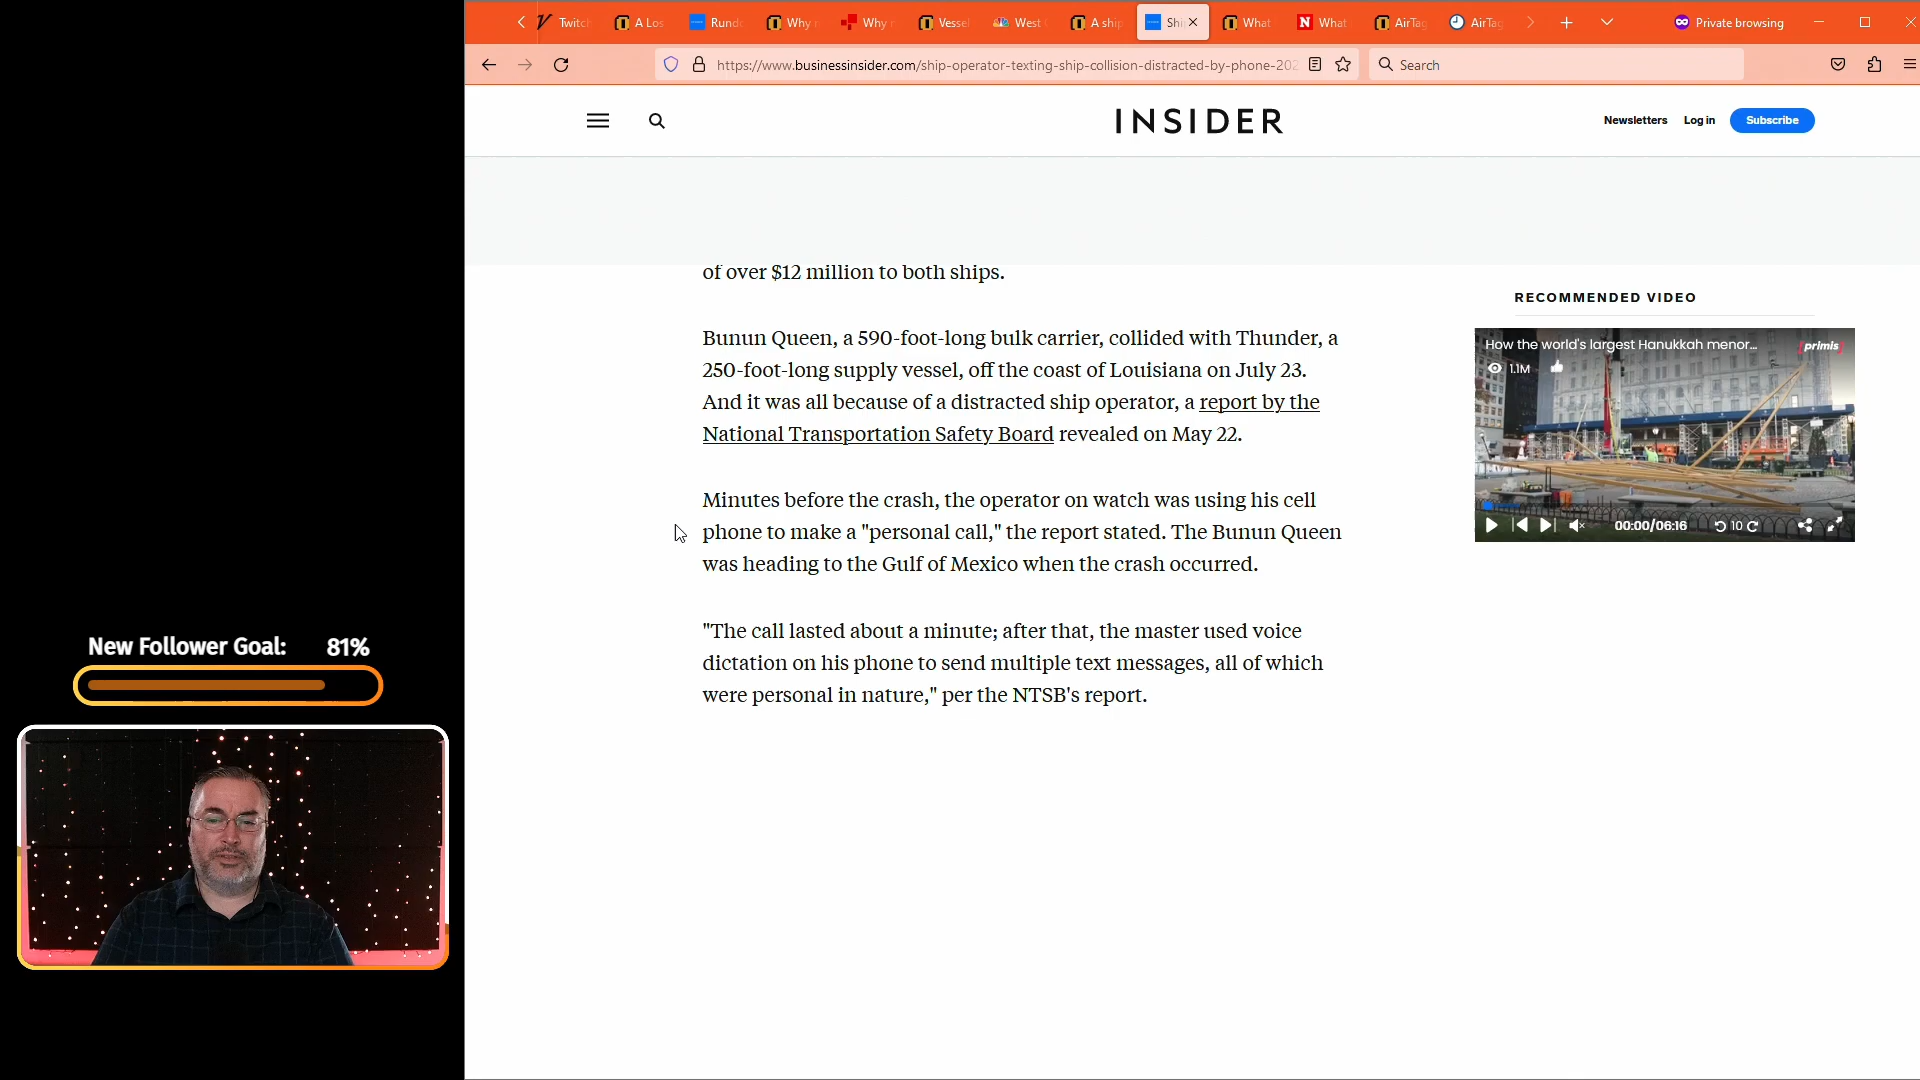 Twitch
A Los
Rund
Why
Why
Vessel
West
A ship
Shi
What
N What
AirTag
AirTag
Private browsing
https://www.businessinsider.com/ship-operator-texting-ship-collision-distracted-by-phone-202
Search
INSIDER
Newsletters
Log in
Subscribe
of over $12 million to both ships.
Bunun Queen, a 590-foot-long bulk carrier, collided with Thunder, a
250-foot-long supply vessel, off the coast of Louisiana on July 23.
And it was all because of a distracted ship operator, a report by the
National Transportation Safety Board revealed on May 22.
Minutes before the crash, the operator on watch was using his cell
phone to make a "personal call," the report stated. The Bunun Queen
was heading to the Gulf of Mexico when the crash occurred.
"The call lasted about a minute; after that, the master used voice
dictation on his phone to send multiple text messages, all of which
were personal in nature," per the NTSB's report.
RECOMMENDED VIDEO
How the world's largest Hanukkah menor...
primis
1.1M
00:00/06:16
10
New Follower Goal: 81%